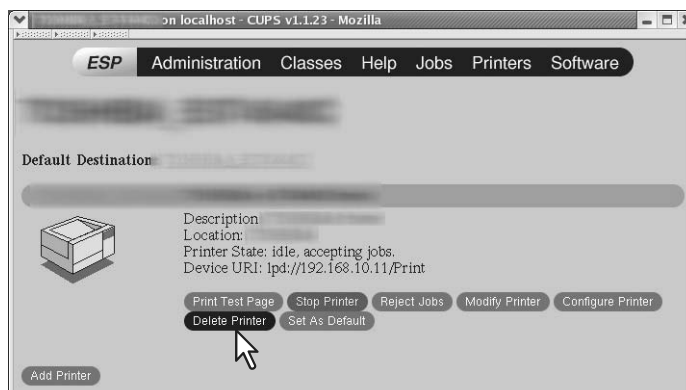 on localhost - CUPS v1.1.23 - Mozilla
ESP Administration Classes Help Jobs Printers Software
Default Destination:
Description:
Location:
Printer State: idle, accepting jobs.
Device URI: lpd://192.168.10.11/Print
Print Test Page Stop Printer Reject Jobs Modify Printer Configure Printer
Delete Printer Set As Default
Add Printer